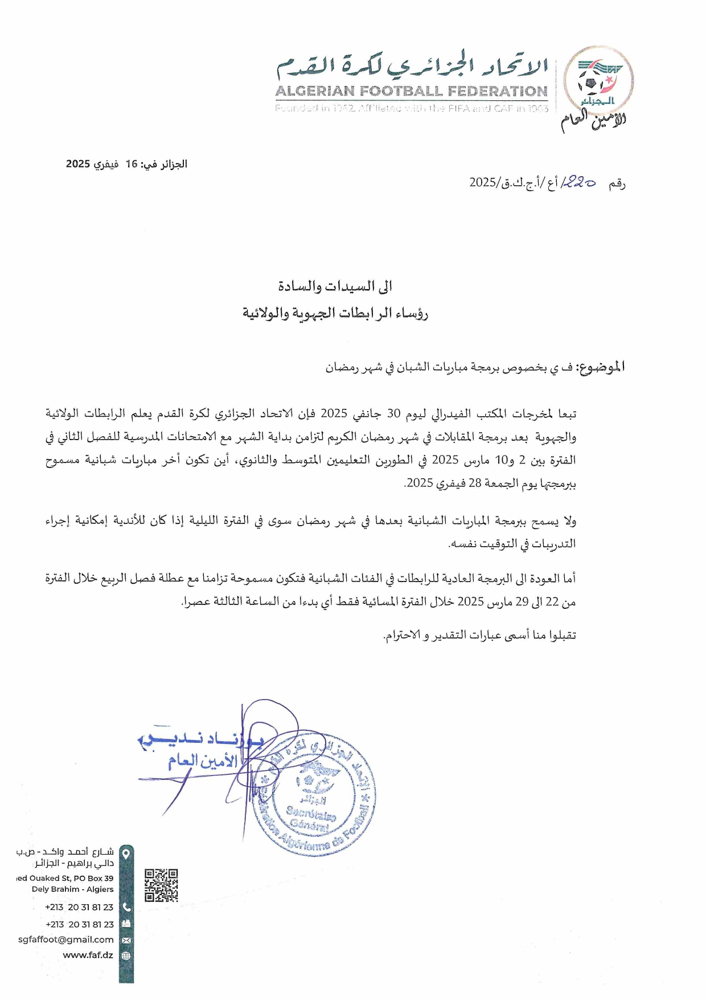 الاتحاد الجزائري لكرة القدم
ALGERIAN FOOTBALL FEDERATION
Founded in 1962, Affiliated with the FIFA and CAF in 1963
الجزائر
الأمين العام
الجزائر في: 16 فيفري 2025
رقم 220/ أع /أ.ج.ك.ق/2025
الى السيدات والسادة
رؤساء الرابطات الجهوية والولائية
الموضوع: ف ي بخصوص برمجة مباريات الشبان في شهر رمضان
تبعا لمخرجات المكتب الفيدرالي ليوم 30 جانفي 2025 فإن الاتحاد الجزائري لكرة القدم يعلم الرابطات الولائية
والجهوية بعد برمجة المقابلات في شهر رمضان الكريم لتزامن بداية الشهر مع الامتحانات المدرسية للفصل الثاني في
الفترة بين 2 و10 مارس 2025 في الطورين التعليمين المتوسط والثانوي، أين تكون أخر مباريات شبانية مسموح
ببرمجتها يوم الجمعة 28 فيفري 2025.
ولا يسمح ببرمجة المباريات الشبانية بعدها في شهر رمضان سوى في الفترة الليلية إذا كان للأندية إمكانية إجراء
التدريبات في التوقيت نفسه.
أما العودة الى البرمجة العادية للرابطات في الفئات الشبانية فتكون مسموحة تزامنا مع عطلة فصل الربيع خلال الفترة
من 22 الى 29 مارس 2025 خلال الفترة المسائية فقط أي بدءا من الساعة الثالثة عصرا.
تقبلوا منا أسمى عبارات التقدير و الاحترام.
بوزناد نديـر
الأمين العام
الإتحاد الجزائري لكرة القدم
الجزائر
Secrétaire
Général
Fédération Algérienne de Football
شارع أحمد واكد - ص.ب
دالي براهيم - الجزائر
ed Ouaked St, PO Box 39
Dely Brahim - Algiers
+213 20 31 81 23
+213 20 31 81 23
sgfaffoot@gmail.com
www.faf.dz